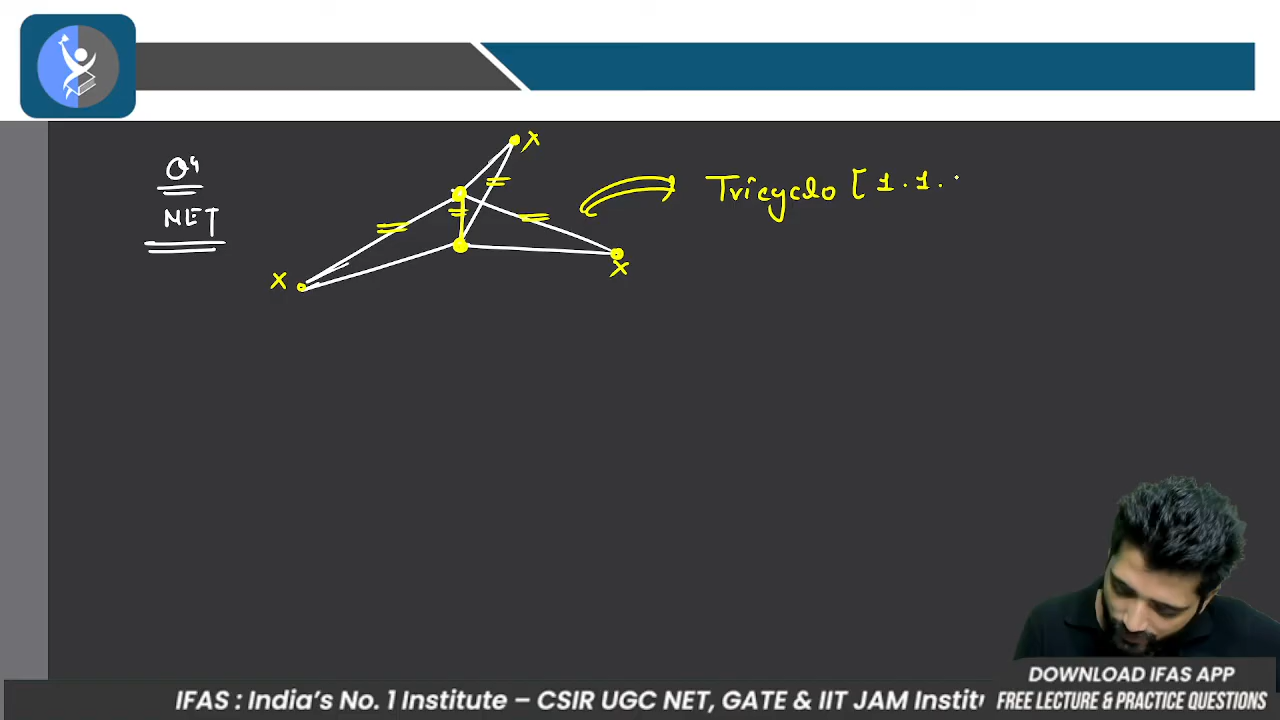 Qⁿ
NET
X
X
X
Tricyclo [1.1.
DOWNLOAD IFAS APP
IFAS : India's No. 1 Institute – CSIR UGC NET, GATE & IIT JAM Instit
FREE LECTURE & PRACTICE QUESTIONS